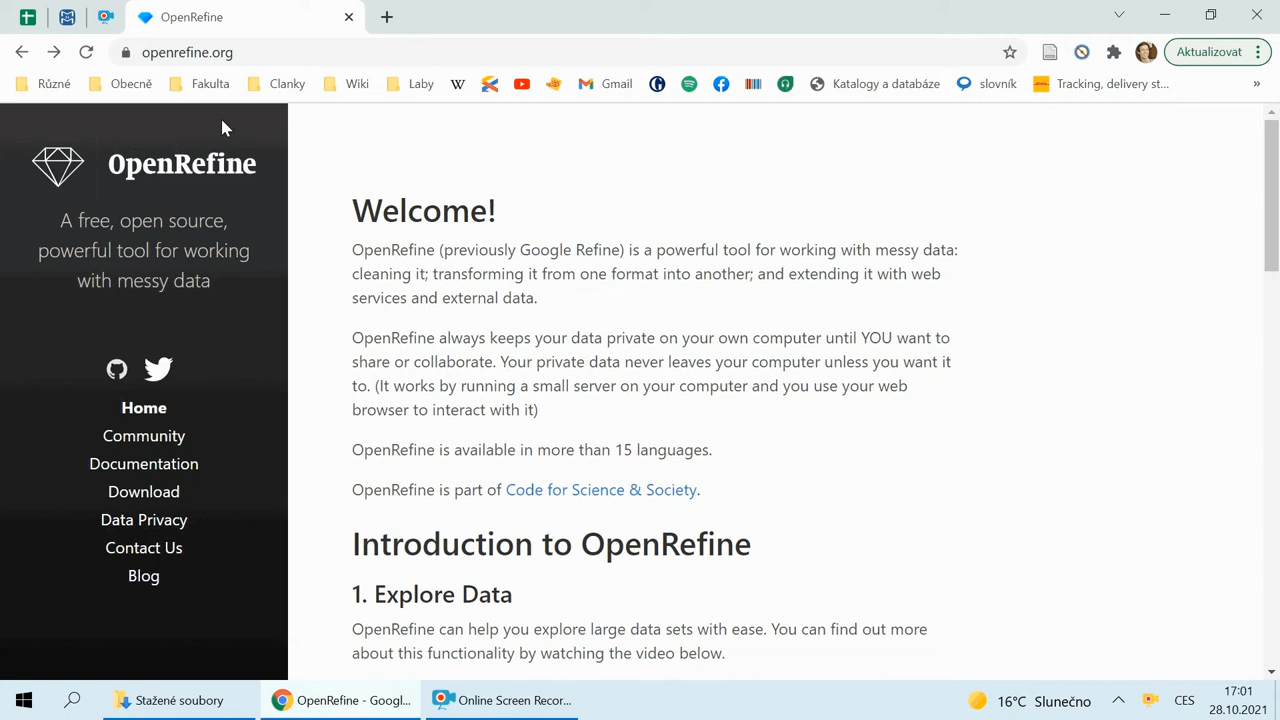 OpenRefine
openrefine.org
Aktualizovat
Různé
Obecně
Fakulta
Clanky
Wiki
Laby
W
Gmail
Katalogy a databáze
slovník
Tracking, delivery st...
»
OpenRefine
A free, open source,
powerful tool for working
with messy data
Home
Community
Documentation
Download
Data Privacy
Contact Us
Blog
Welcome!
OpenRefine (previously Google Refine) is a powerful tool for working with messy data:
cleaning it; transforming it from one format into another; and extending it with web
services and external data.
OpenRefine always keeps your data private on your own computer until YOU want to
share or collaborate. Your private data never leaves your computer unless you want it
to. (It works by running a small server on your computer and you use your web
browser to interact with it)
OpenRefine is available in more than 15 languages.
OpenRefine is part of Code for Science & Society.
Introduction to OpenRefine
1. Explore Data
OpenRefine can help you explore large data sets with ease. You can find out more
about this functionality by watching the video below.
Stažené soubory
OpenRefine - Googl...
Online Screen Recor...
16°C Slunečno
CES
17:01
28.10.2021